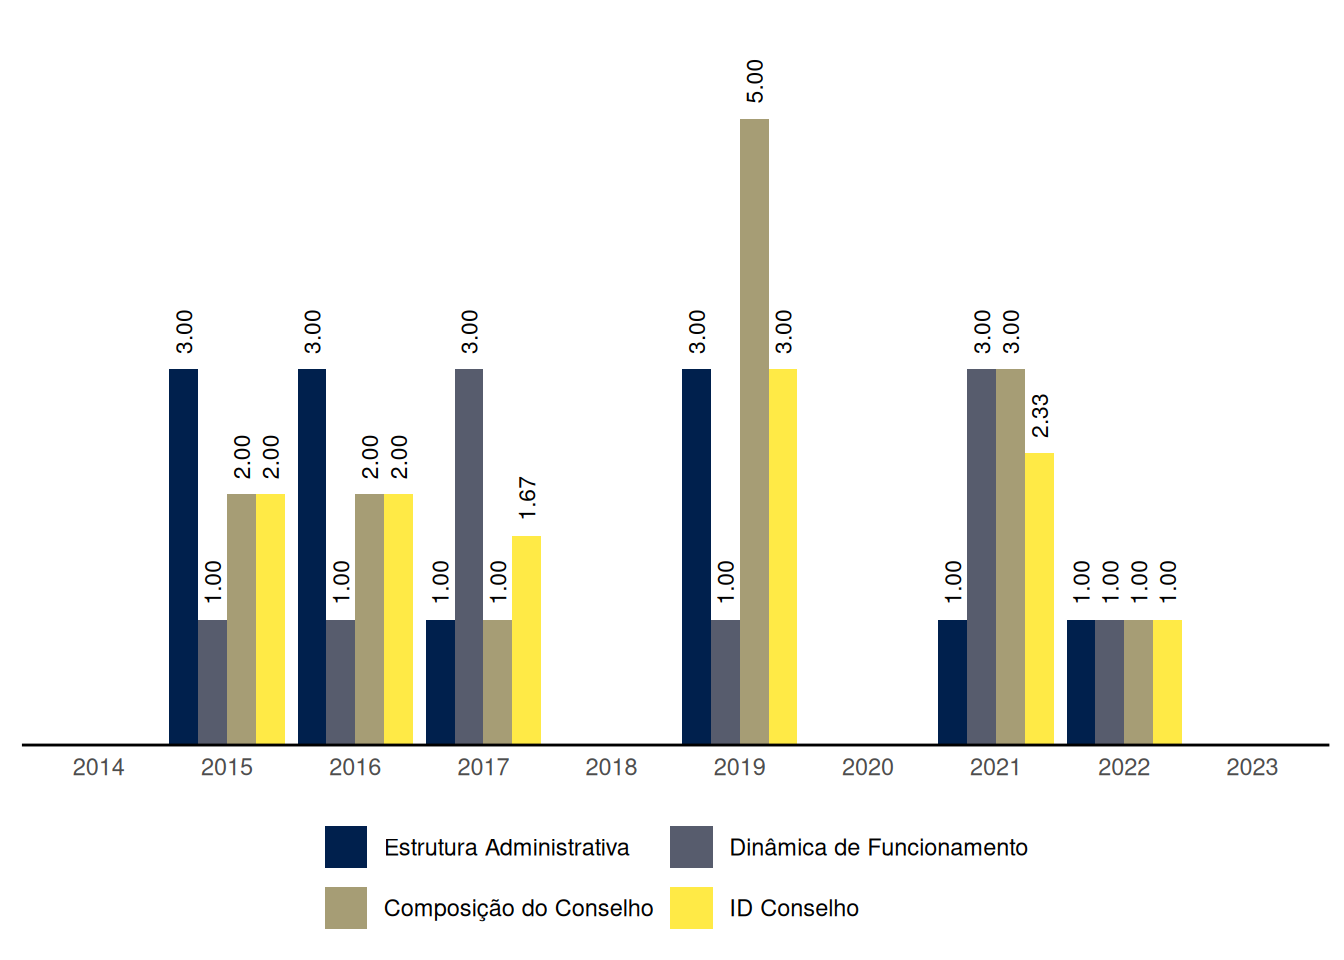 5.00
3.00 3.00 3.00 3.00 3.00 3.00 3.00
2.00 2.00 2.00 2.00 2.33
1.67
1.00 1.00 1.00 1.00 1.00 1.00 1.00 1.00 1.00 1.00
2014 2015 2016 2017 2018 2019 2020 2021 2022 2023
Estrutura Administrativa Dinâmica de Funcionamento
Composição do Conselho ID Conselho